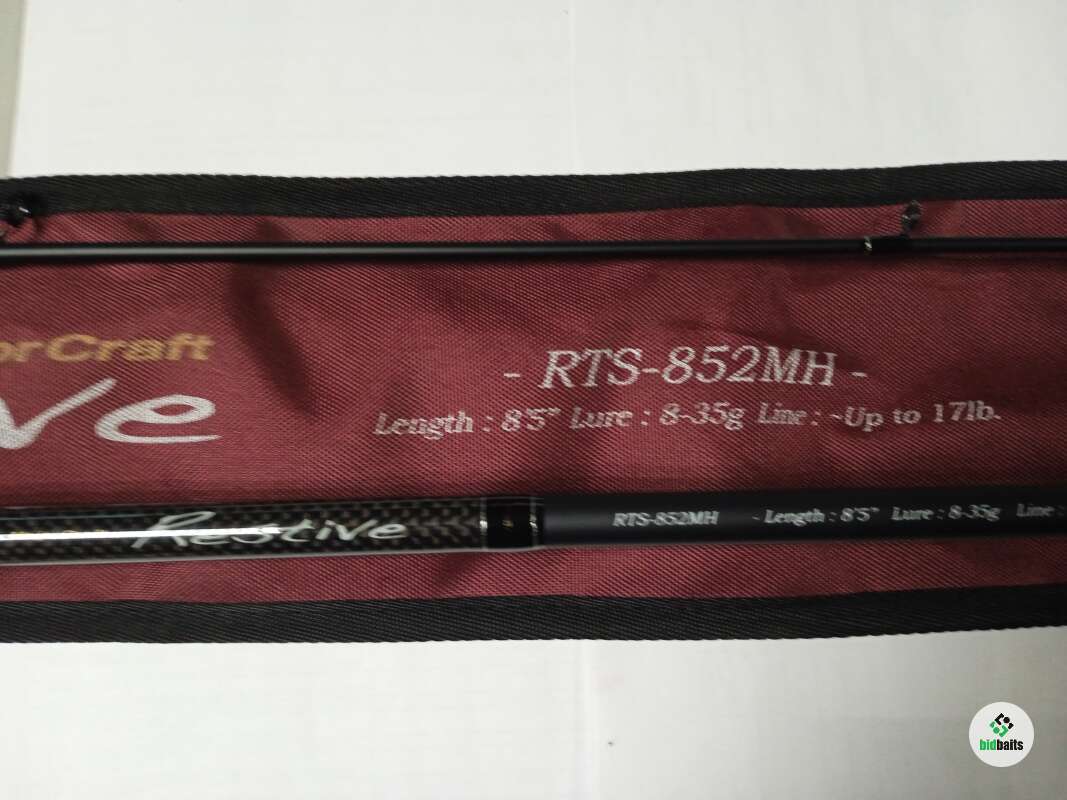 orCraft
ve
- RTS-852MH -
Length : 8'5" Lure : 8-35g Line : ~Up to 17lb.
Restive RTS-852MH ~Length : 8'5" Lure : 8-35g Line :
bidbaits